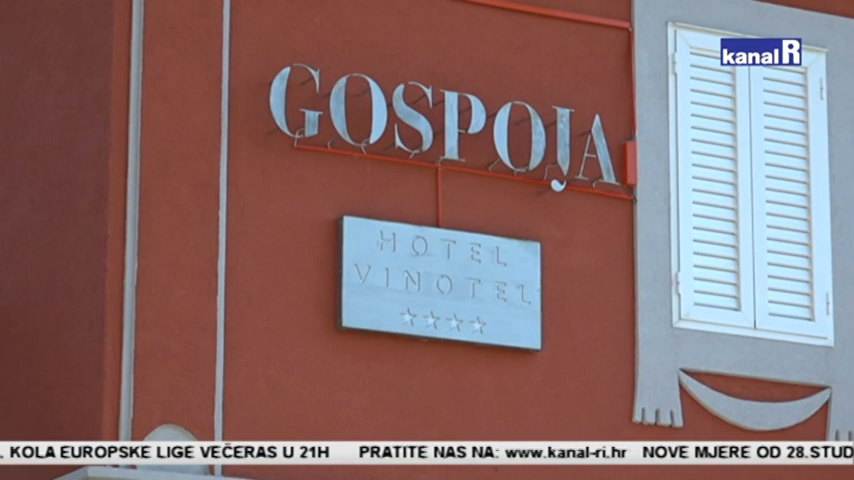 kanal R
GOSPOJA
HOTEL
VINOTEL
. KOLA EUROPSKE LIGE VEČERAS U 21H PRATITE NAS NA: www.kanal-ri.hr NOVE MJERE OD 28.STUD